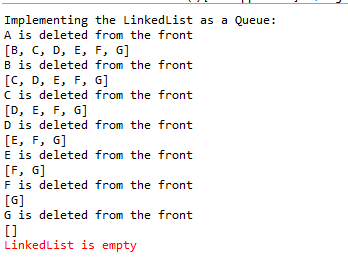 Implementing the LinkedList as a Queue:
A is deleted from the front
[B, C, D, E, F, G]
B is deleted from the front
[C, D, E, F, G]
C is deleted from the front
[D, E, F, G]
D is deleted from the front
[E, F, G]
E is deleted from the front
[F, G]
F is deleted from the front
[G]
G is deleted from the front
[]
LinkedList is empty